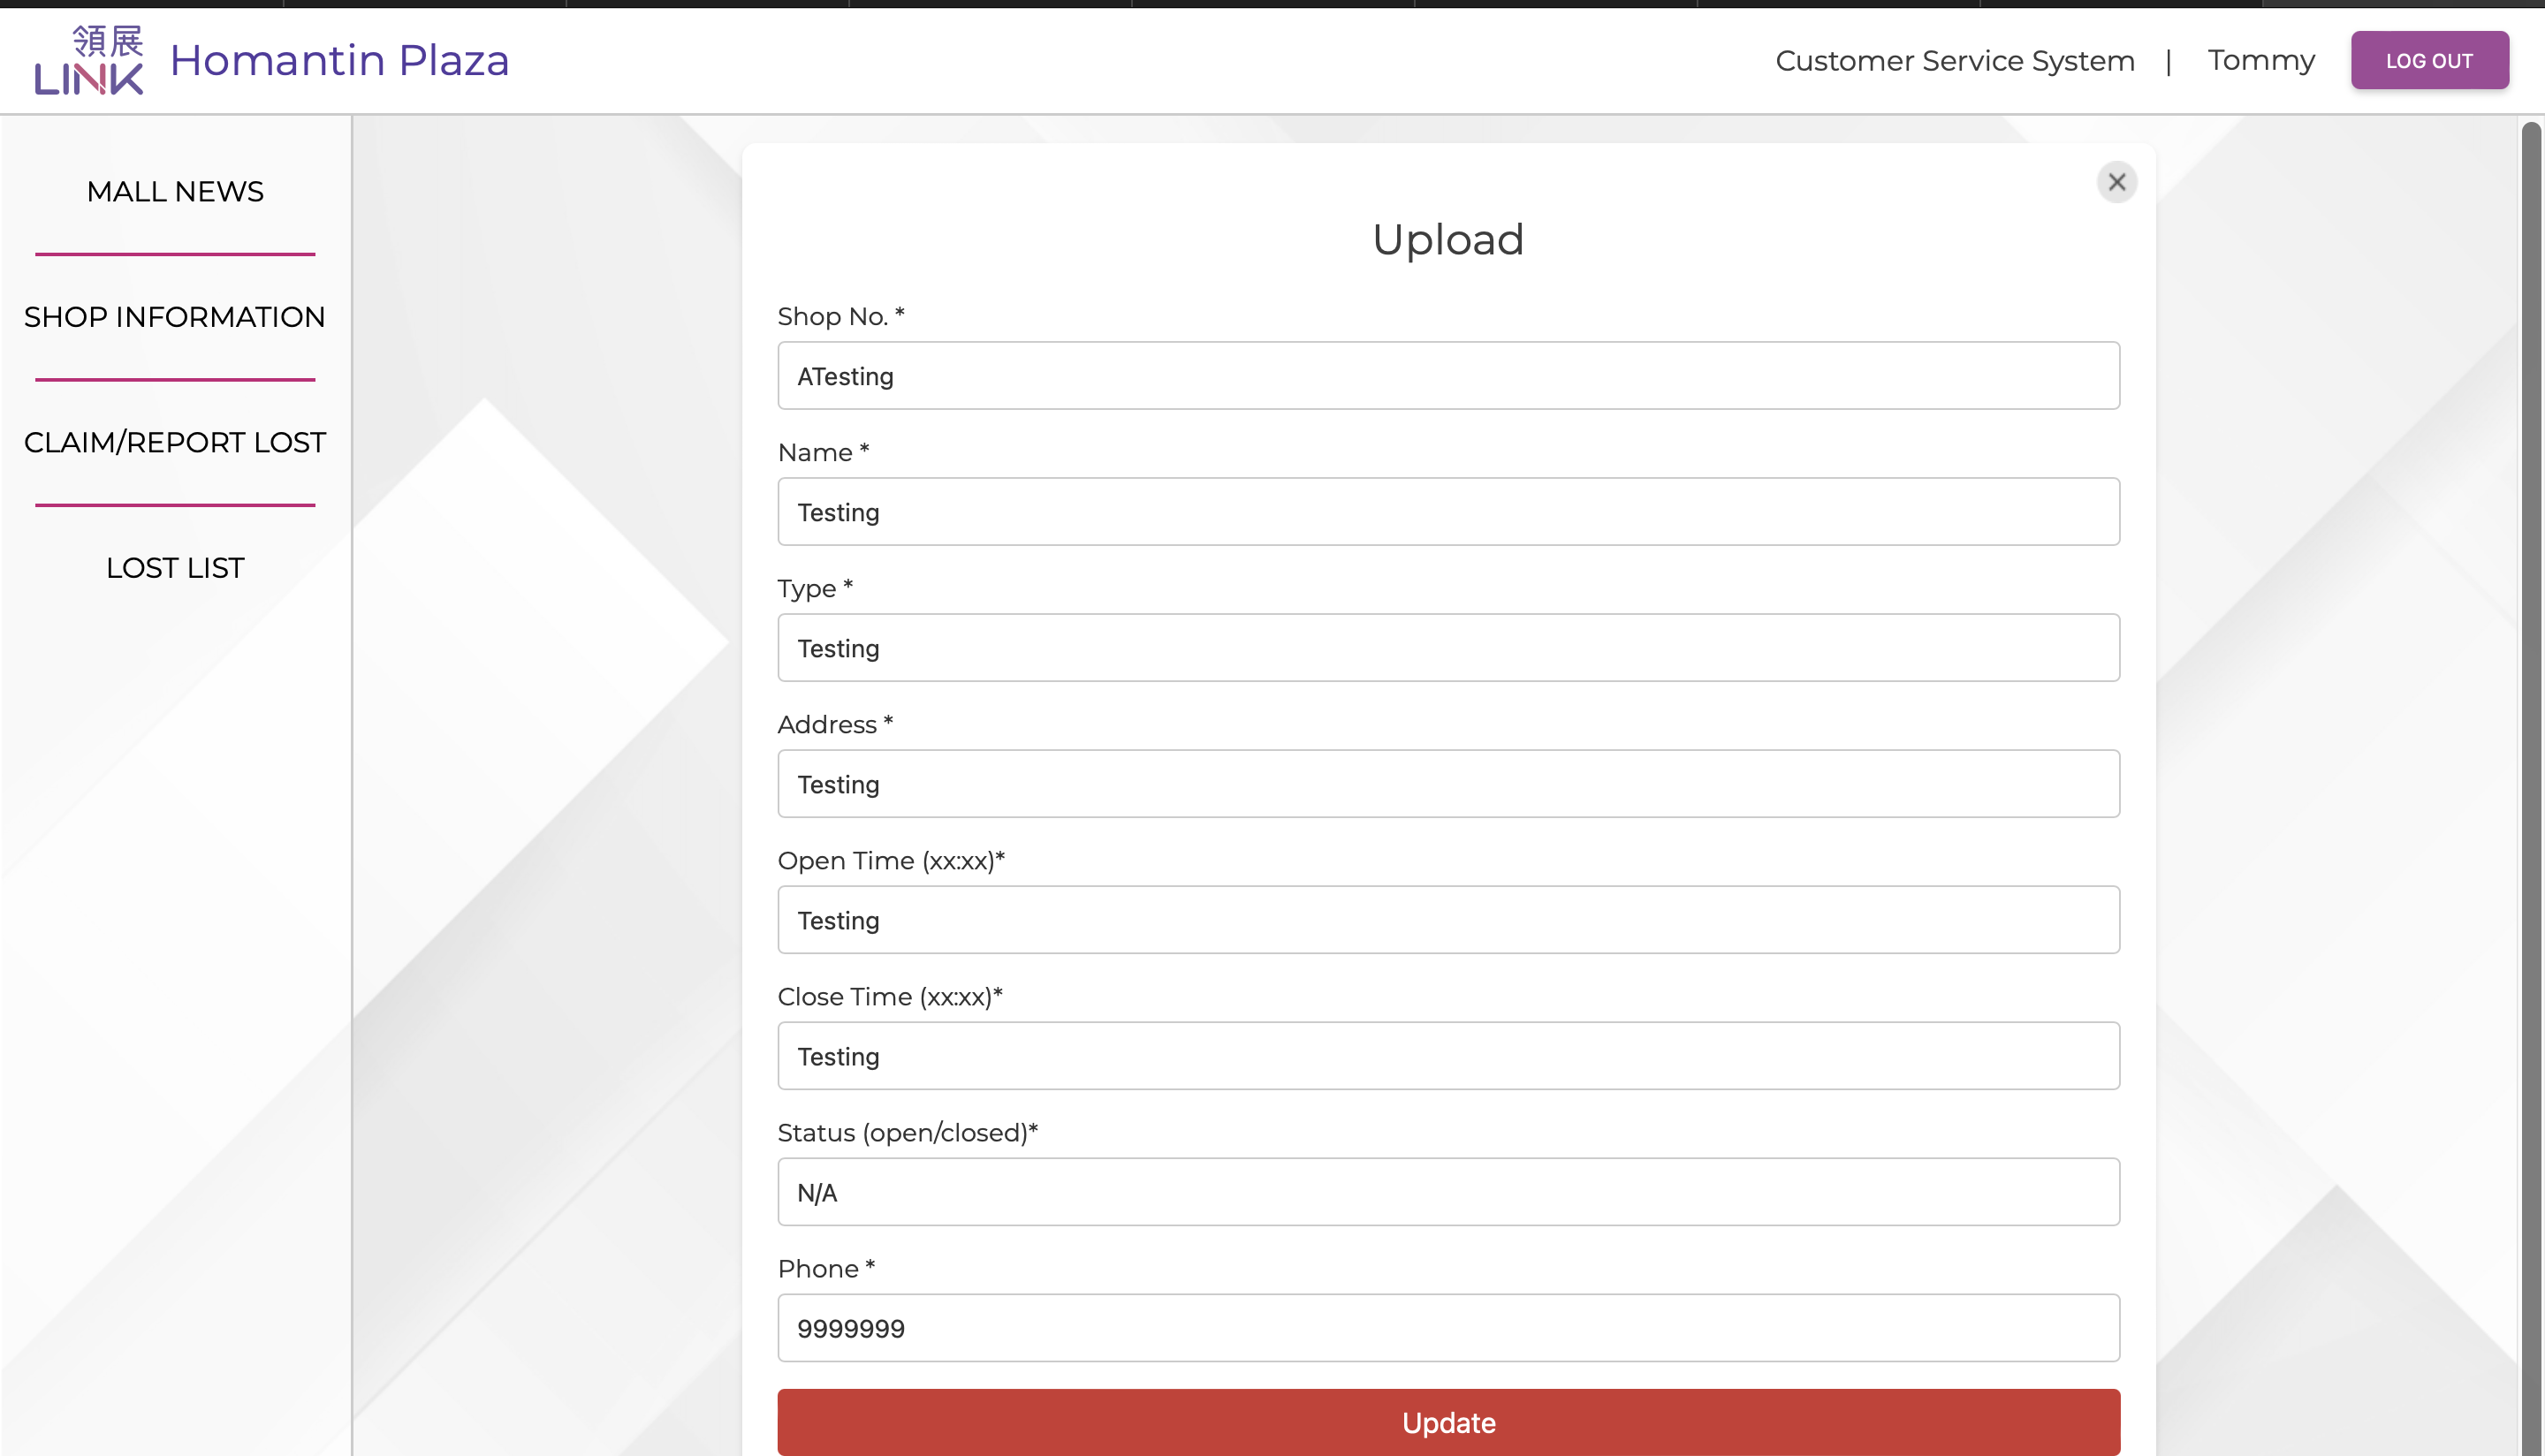 領展
LINK
Homantin Plaza
Customer Service System | Tommy
LOG OUT
MALL NEWS
SHOP INFORMATION
CLAIM/REPORT LOST
LOST LIST
Upload
Shop No. *
ATesting
Name *
Testing
Type *
Testing
Address *
Testing
Open Time (xx:xx)*
Testing
Close Time (xx:xx)*
Testing
Status (open/closed)*
N/A
Phone *
9999999
Update